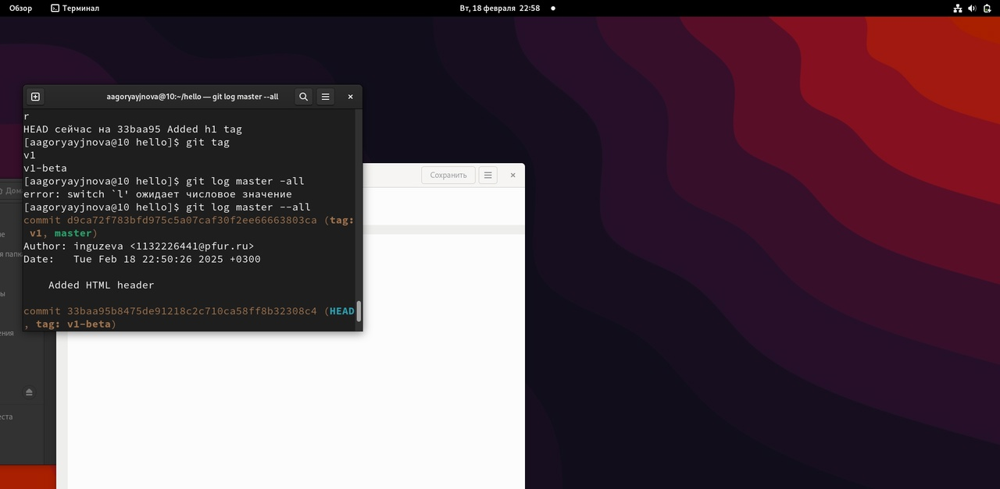 Обзор
Терминал
Вт, 18 февраля 22:58
aagoryayjnova@10:~/hello — git log master --all
r
HEAD сейчас на 33baa95 Added h1 tag
[aagoryayjnova@10 hello]$ git tag
v1
v1-beta
[aagoryayjnova@10 hello]$ git log master -all
error: switch `l' ожидает числовое значение
[aagoryayjnova@10 hello]$ git log master --all
commit d9ca72f783bfd975c5a07caf30f2ee66663803ca (tag:
v1, master)
Author: inguzeva <1132226441@pfur.ru>
Date:   Tue Feb 18 22:50:26 2025 +0300
Added HTML header
commit 33baa95b8475de91218c2c710ca58ff8b32308c4 (HEAD
, tag: v1-beta)
Сохранить
Дом
ые
я папк
ы
ения
еста